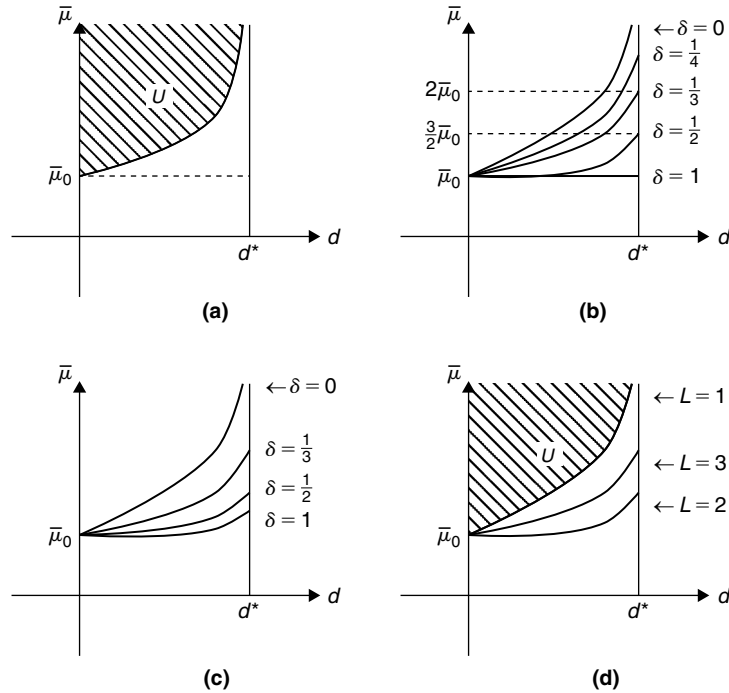 μ̄
U
μ̄₀
d
d*
(a)
μ̄
← δ = 0
δ = 1/4
2μ̄₀
δ = 1/3
3/2 μ̄₀
δ = 1/2
μ̄₀
δ = 1
d
d*
(b)
μ̄
← δ = 0
δ = 1/3
δ = 1/2
δ = 1
μ̄₀
d
d*
(c)
μ̄
← L = 1
U
← L = 3
← L = 2
μ̄₀
d
d*
(d)